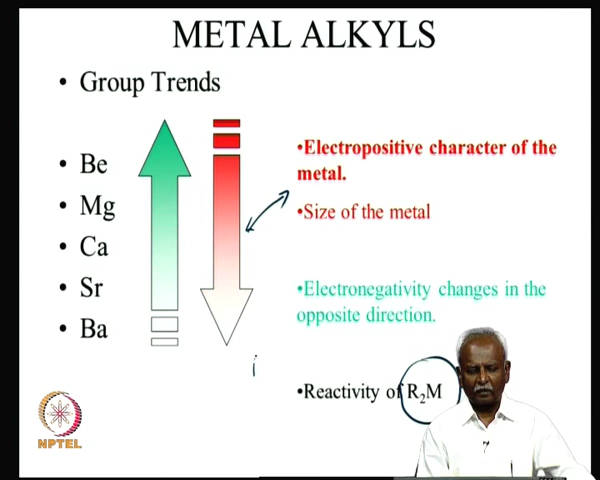 METAL ALKYLS
• Group Trends
• Be
• Mg
• Ca
• Sr
• Ba
•Electropositive character of the
metal.
•Size of the metal
•Electronegativity changes in the
opposite direction.
•Reactivity of R₂M
NPTEL